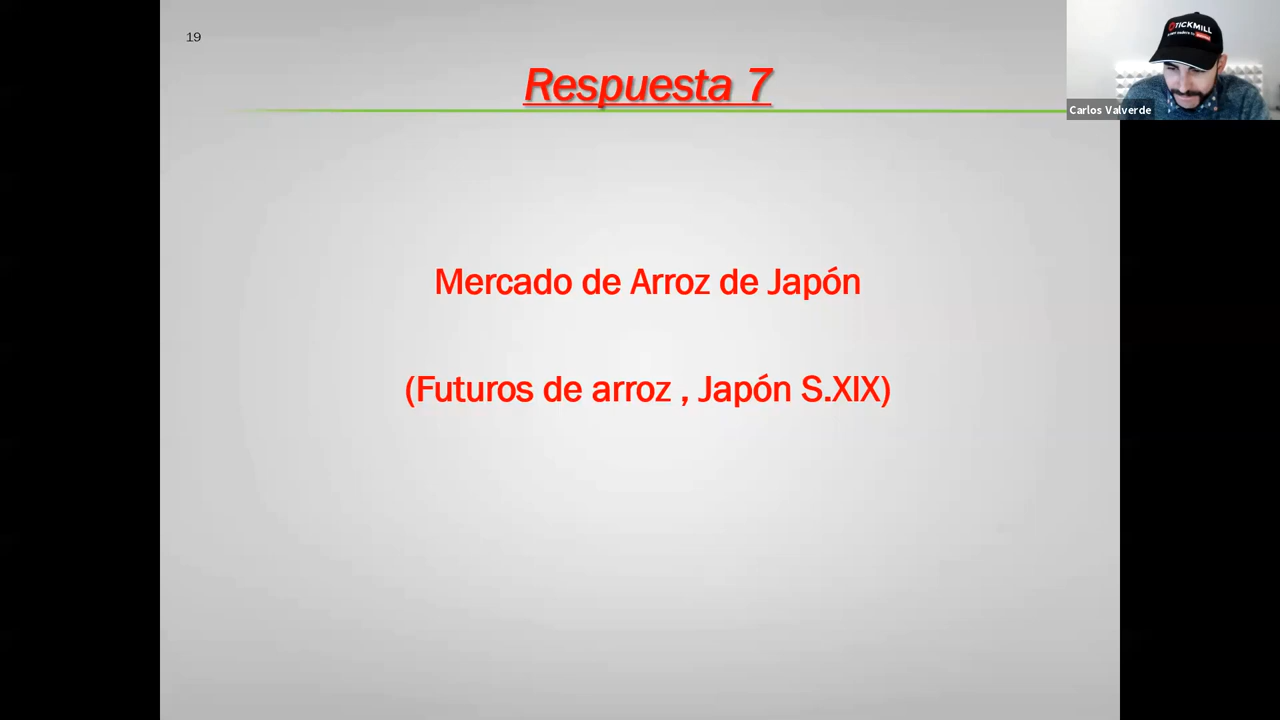 19
Respuesta 7
TICKMILL
Carlos Valverde
Mercado de Arroz de Japón
(Futuros de arroz , Japón S.XIX)